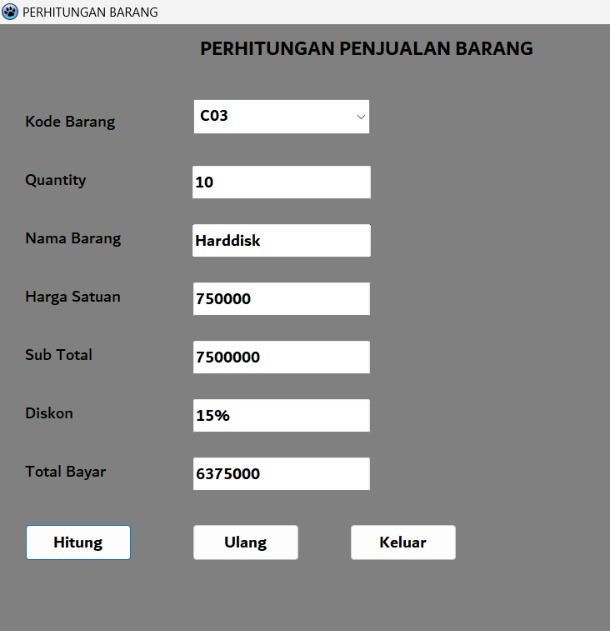 PERHITUNGAN BARANG
PERHITUNGAN PENJUALAN BARANG
Kode Barang C03
Quantity 10
Nama Barang Harddisk
Harga Satuan 750000
Sub Total 7500000
Diskon 15%
Total Bayar 6375000
Hitung Ulang Keluar